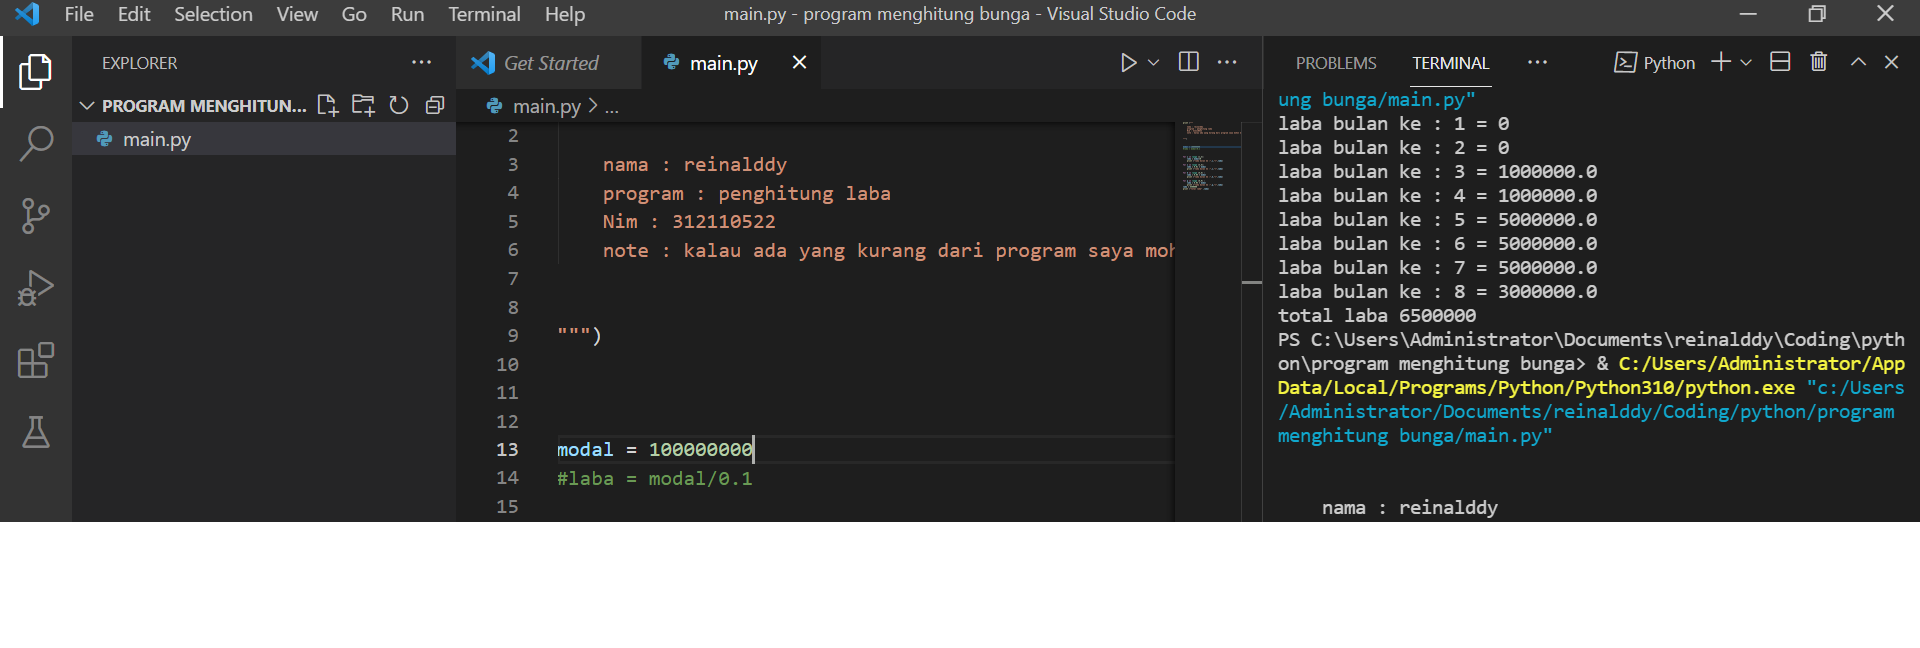 File Edit Selection View Go Run Terminal Help main.py - program menghitung bunga - Visual Studio Code
EXPLORER
PROGRAM MENGHITUN...
main.py
Get Started main.py
main.py > ...
2
3 nama : reinalddy
4 program : penghitung laba
5 Nim : 312110522
6 note : kalau ada yang kurang dari program saya moh
7
8
9 """)
10
11
12
13 modal = 100000000
14 #laba = modal/0.1
15
PROBLEMS TERMINAL ... Python
ung bunga/main.py"
laba bulan ke : 1 = 0
laba bulan ke : 2 = 0
laba bulan ke : 3 = 1000000.0
laba bulan ke : 4 = 1000000.0
laba bulan ke : 5 = 5000000.0
laba bulan ke : 6 = 5000000.0
laba bulan ke : 7 = 5000000.0
laba bulan ke : 8 = 3000000.0
total laba 6500000
PS C:\Users\Administrator\Documents\reinalddy\Coding\pyth
on\program menghitung bunga> & C:/Users/Administrator/App
Data/Local/Programs/Python/Python310/python.exe "c:/Users
/Administrator/Documents/reinalddy/Coding/python/program
menghitung bunga/main.py"
nama : reinalddy